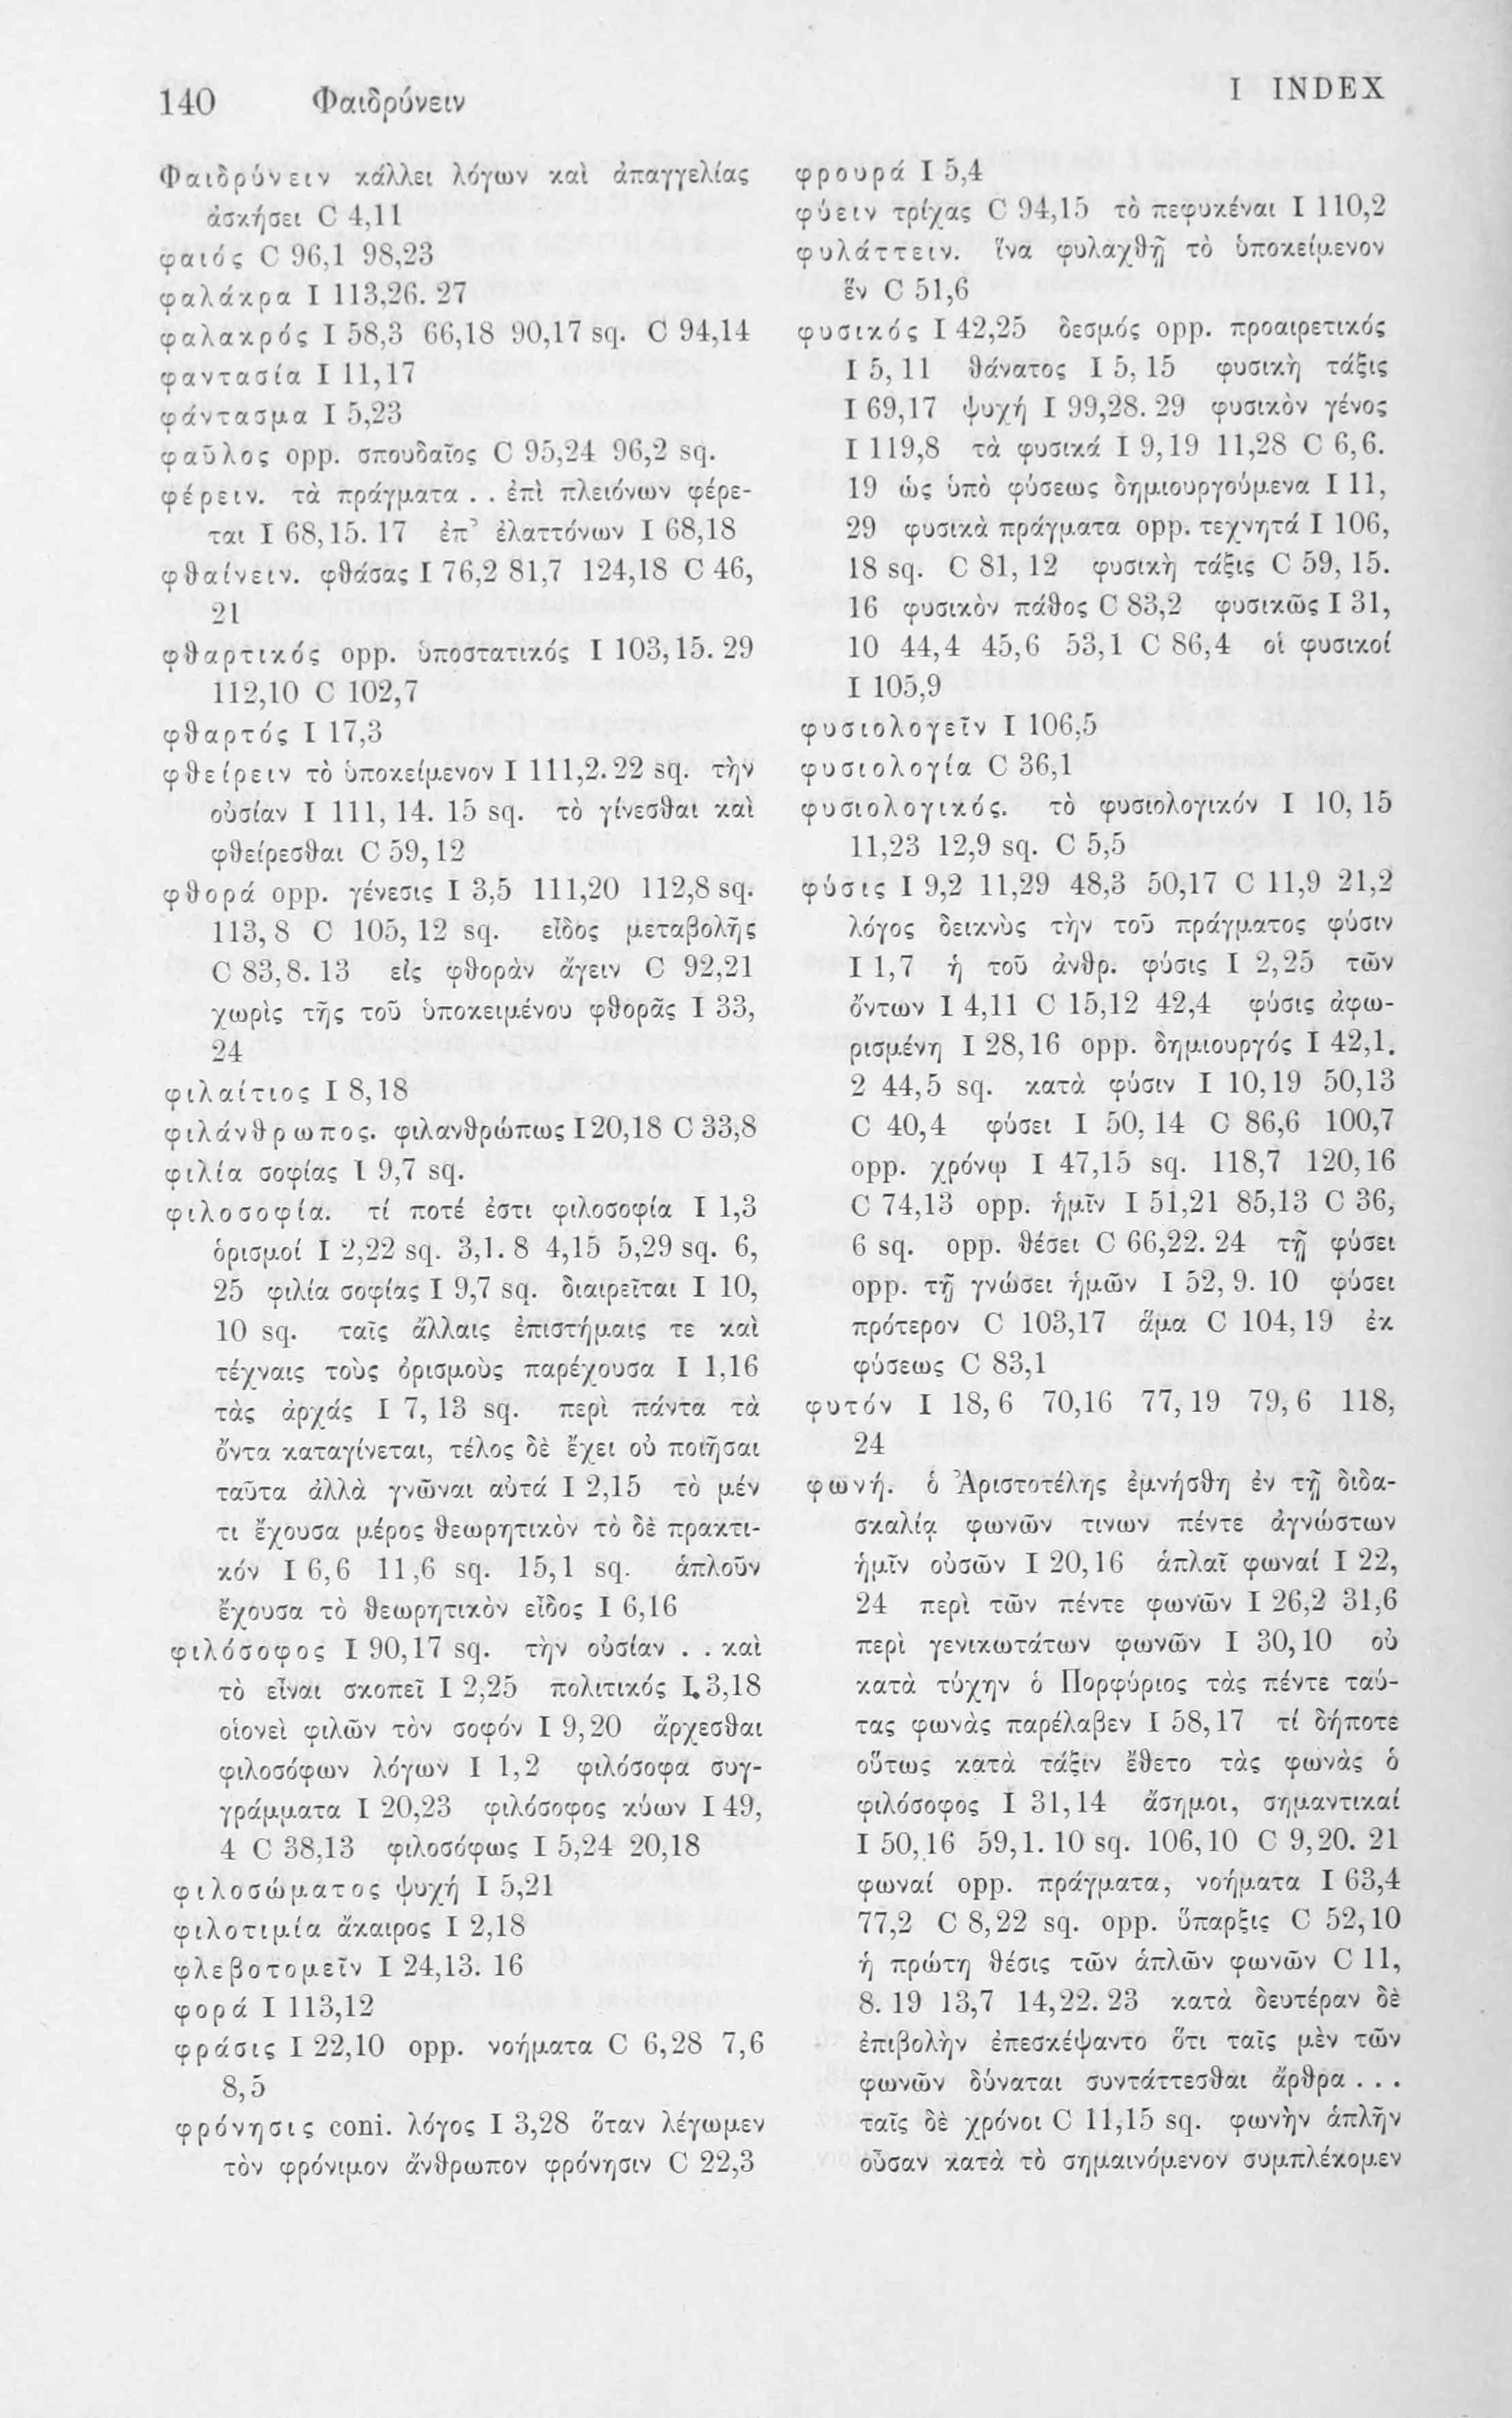 140 Φαιδρύνειν I INDEX
Φαιδρύνειν κάλλει λόγων καὶ ἀπαγγελίας
ἀσκήσει C 4,11
φαιός C 96,1 98,23
φαλάκρα I 113,26. 27
φαλακρός I 58,3 66,18 90,17 sq. C 94,14
φαντασία I 11,17
φάντασμα I 5,23
φαῦλος opp. σπουδαῖος C 95,24 96,2 sq.
φέρειν. τὰ πράγματα . . ἐπὶ πλειόνων φέρε-
ται I 68,15. 17 ἐπ᾽ ἐλαττόνων I 68,18
φθαίνειν. φθάσας I 76,2 81,7 124,18 C 46,
21
φθαρτικός opp. ὑποστατικός I 103,15. 29
112,10 C 102,7
φθαρτός I 17,3
φθείρειν τὸ ὑποκείμενον I 111,2. 22 sq. τὴν
οὐσίαν I 111, 14. 15 sq. τὸ γίνεσθαι καὶ
φθείρεσθαι C 59,12
φθορά opp. γένεσις I 3,5 111,20 112,8 sq.
113, 8 C 105, 12 sq. εἶδος μεταβολῆς
C 83,8. 13 εἰς φθορὰν ἄγειν C 92,21
χωρὶς τῆς τοῦ ὑποκειμένου φθορᾶς I 33,
24
φιλαίτιος I 8,18
φιλάνθρωπος. φιλανθρώπως I 20,18 C 33,8
φιλία σοφίας I 9,7 sq.
φιλοσοφία. τί ποτέ ἐστι φιλοσοφία I 1,3
ὁρισμοί I 2,22 sq. 3,1. 8 4,15 5,29 sq. 6,
25 φιλία σοφίας I 9,7 sq. διαιρεῖται I 10,
10 sq. ταῖς ἄλλαις ἐπιστήμαις τε καὶ
τέχναις τοὺς ὁρισμοὺς παρέχουσα I 1,16
τὰς ἀρχάς I 7, 13 sq. περὶ πάντα τὰ
ὄντα καταγίνεται, τέλος δὲ ἔχει οὐ ποιῆσαι
ταῦτα ἀλλὰ γνῶναι αὐτά I 2,15 τὸ μέν
τι ἔχουσα μέρος θεωρητικὸν τὸ δὲ πρακτι-
κόν I 6,6 11,6 sq. 15,1 sq. ἁπλοῦν
ἔχουσα τὸ θεωρητικὸν εἶδος I 6,16
φιλόσοφος I 90,17 sq. τὴν οὐσίαν . . καὶ
τὸ εἶναι σκοπεῖ I 2,25 πολιτικός I 3,18
οἱονεὶ φιλῶν τὸν σοφόν I 9,20 ἄρχεσθαι
φιλοσόφων λόγων I 1,2 φιλόσοφα συγ-
γράμματα I 20,23 φιλόσοφος κύων I 49,
4 C 38,13 φιλοσόφως I 5,24 20,18
φιλοσώματος ψυχή I 5,21
φιλοτιμία ἄκαιρος I 2,18
φλεβοτομεῖν I 24,13. 16
φορά I 113,12
φράσις I 22,10 opp. νοήματα C 6,28 7,6
8,5
φρόνησις coni. λόγος I 3,28 ὅταν λέγωμεν
τὸν φρόνιμον ἄνθρωπον φρόνησιν C 22,3
φρουρά I 5,4
φύειν τρίχας C 94,15 τὸ πεφυκέναι I 110,2
φυλάττειν. ἵνα φυλαχθῇ τὸ ὑποκείμενον
ἕν C 51,6
φυσικός I 42,25 δεσμός opp. προαιρετικός
I 5, 11 θάνατος I 5, 15 φυσικὴ τάξις
I 69,17 ψυχή I 99,28. 29 φυσικὸν γένος
I 119,8 τὰ φυσικά I 9,19 11,28 C 6,6.
19 ὡς ὑπὸ φύσεως δημιουργούμενα I 11,
29 φυσικὰ πράγματα opp. τεχνητά I 106,
18 sq. C 81, 12 φυσικὴ τάξις C 59, 15.
16 φυσικὸν πάθος C 83,2 φυσικῶς I 31,
10 44,4 45,6 53,1 C 86,4 οἱ φυσικοί
I 105,9
φυσιολογεῖν I 106,5
φυσιολογία C 36,1
φυσιολογικός. τὸ φυσιολογικόν I 10, 15
11,23 12,9 sq. C 5,5
φύσις I 9,2 11,29 48,3 50,17 C 11,9 21,2
λόγος δεικνὺς τὴν τοῦ πράγματος φύσιν
I 1,7 ἡ τοῦ ἀνθρ. φύσις I 2,25 τῶν
ὄντων I 4,11 C 15,12 42,4 φύσις ἀφω-
ρισμένη I 28,16 opp. δημιουργός I 42,1.
2 44,5 sq. κατὰ φύσιν I 10,19 50,13
C 40,4 φύσει I 50, 14 C 86,6 100,7
opp. χρόνῳ I 47,15 sq. 118,7 120,16
C 74,13 opp. ἡμῖν I 51,21 85,13 C 36,
6 sq. opp. θέσει C 66,22. 24 τῇ φύσει
opp. τῇ γνώσει ἡμῶν I 52, 9. 10 φύσει
πρότερον C 103,17 ἅμα C 104,19 ἐκ
φύσεως C 83,1
φυτόν I 18, 6 70,16 77, 19 79, 6 118,
24
φωνή. ὁ Ἀριστοτέλης ἐμνήσθη ἐν τῇ διδα-
σκαλίᾳ φωνῶν τινων πέντε ἀγνώστων
ἡμῖν οὐσῶν I 20,16 ἁπλαῖ φωναί I 22,
24 περὶ τῶν πέντε φωνῶν I 26,2 31,6
περὶ γενικωτάτων φωνῶν I 30,10 οὐ
κατὰ τύχην ὁ Πορφύριος τὰς πέντε ταύ-
τας φωνὰς παρέλαβεν I 58,17 τί δήποτε
οὕτως κατὰ τάξιν ἔθετο τὰς φωνὰς ὁ
φιλόσοφος I 31,14 ἄσημοι, σημαντικαί
I 50,16 59,1. 10 sq. 106,10 C 9,20. 21
φωναί opp. πράγματα, νοήματα I 63,4
77,2 C 8,22 sq. opp. ὕπαρξις C 52,10
ἡ πρώτη θέσις τῶν ἁπλῶν φωνῶν C 11,
8. 19 13,7 14,22. 23 κατὰ δευτέραν δὲ
ἐπιβολὴν ἐπεσκέψαντο ὅτι ταῖς μὲν τῶν
φωνῶν δύναται συντάττεσθαι ἄρθρα . . .
ταῖς δὲ χρόνοι C 11,15 sq. φωνὴν ἁπλῆν
οὖσαν κατὰ τὸ σημαινόμενον συμπλέκομεν